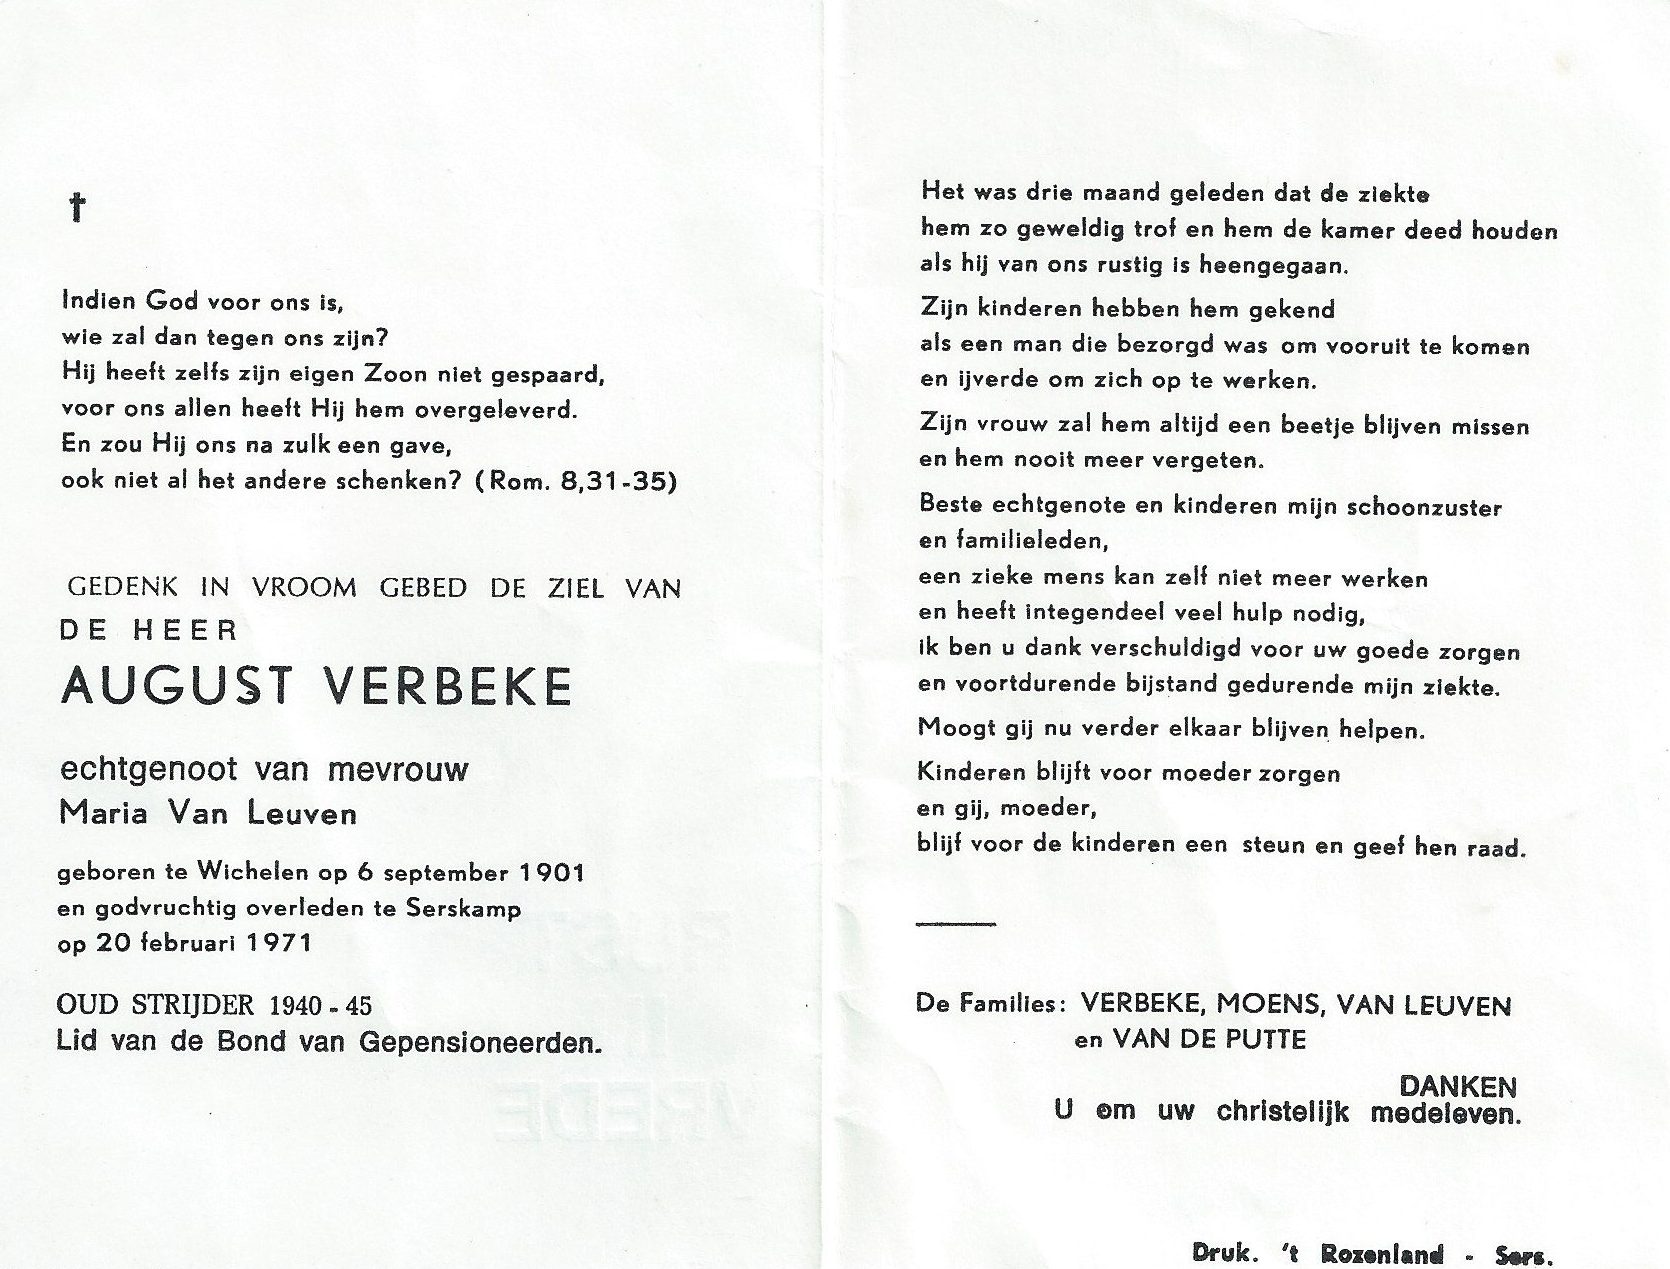 †
Indien God voor ons is,
wie zal dan tegen ons zijn?
Hij heeft zelfs zijn eigen Zoon niet gespaard,
voor ons allen heeft Hij hem overgeleverd.
En zou Hij ons na zulk een gave,
ook niet al het andere schenken? (Rom. 8,31-35)
GEDENK IN VROOM GEBED DE ZIEL VAN
DE HEER
AUGUST VERBEKE
echtgenoot van mevrouw
Maria Van Leuven
geboren te Wichelen op 6 september 1901
en godvruchtig overleden te Serskamp
op 20 februari 1971
OUD STRIJDER 1940 - 45
Lid van de Bond van Gepensioneerden.
Het was drie maand geleden dat de ziekte
hem zo geweldig trof en hem de kamer deed houden
als hij van ons rustig is heengegaan.
Zijn kinderen hebben hem gekend
als een man die bezorgd was om vooruit te komen
en ijverde om zich op te werken.
Zijn vrouw zal hem altijd een beetje blijven missen
en hem nooit meer vergeten.
Beste echtgenote en kinderen mijn schoonzuster
en familieleden,
een zieke mens kan zelf niet meer werken
en heeft integendeel veel hulp nodig,
ik ben u dank verschuldigd voor uw goede zorgen
en voortdurende bijstand gedurende mijn ziekte.
Moogt gij nu verder elkaar blijven helpen.
Kinderen blijft voor moeder zorgen
en gij, moeder,
blijf voor de kinderen een steun en geef hen raad.
De Families: VERBEKE, MOENS, VAN LEUVEN
en VAN DE PUTTE
DANKEN
U om uw christelijk medeleven.
Druk. 't Rozenland - Sers.